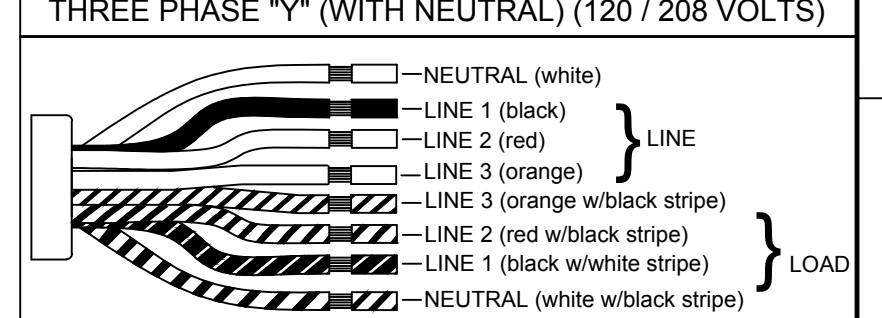 THREE PHASE "Y" (WITH NEUTRAL) (120 / 208 VOLTS)
NEUTRAL (white)
LINE 1 (black)
LINE 2 (red)
LINE
LINE 3 (orange)
LINE 3 (orange w/black stripe)
LINE 2 (red w/black stripe)
LINE 1 (black w/white stripe)
LOAD
NEUTRAL (white w/black stripe)